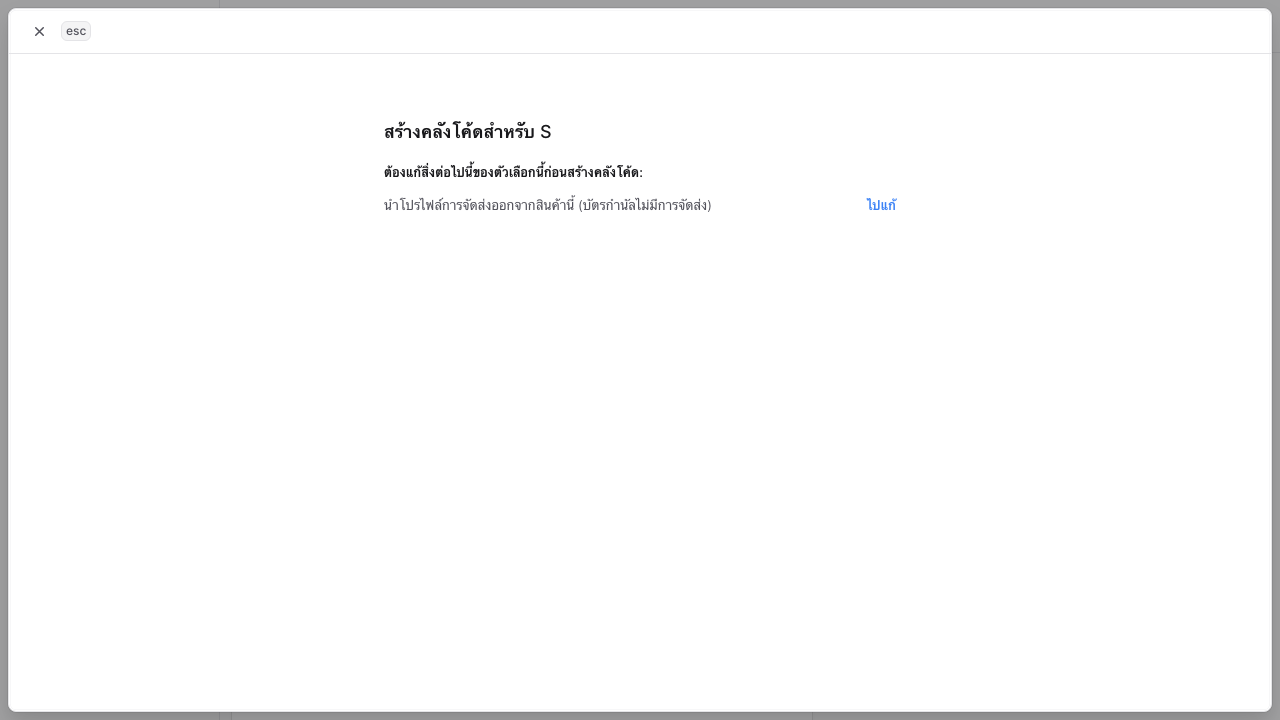 esc
สร้างคลังโค้ดสำหรับ S
ต้องแก้สิ่งต่อไปนี้ของตัวเลือกนี้ก่อนสร้างคลังโค้ด:
นำโปรไฟล์การจัดส่งออกจากสินค้านี้ (บัตรกำนัลไม่มีการจัดส่ง)
ไปแก้